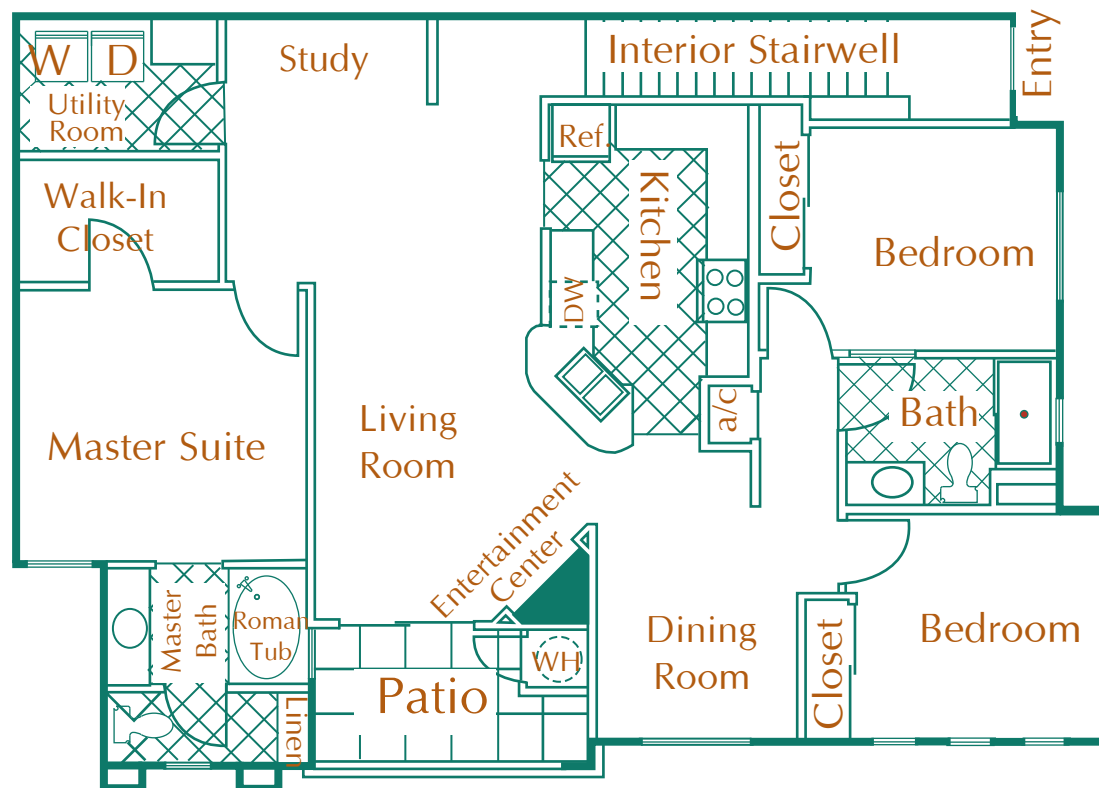 W D
Study
Interior Stairwell
Entry
Utility
Room
Ref.
Walk-In
Closet
Kitchen
Closet
Bedroom
DW
Living
Room
a/c
Bath
Master Suite
Entertainment
Center
Master
Bath
Roman
Tub
WH
Dining
Room
Closet
Bedroom
Patio
Linen